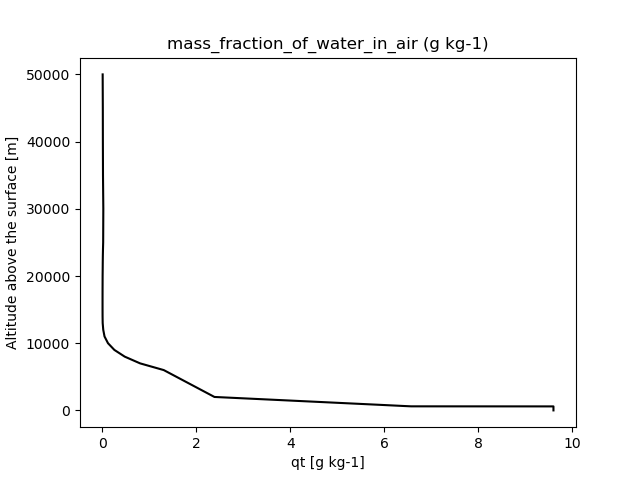 mass_fraction_of_water_in_air (g kg-1)
50000
40000
30000
20000
10000
0
Altitude above the surface [m]
0 2 4 6 8 10
qt [g kg-1]